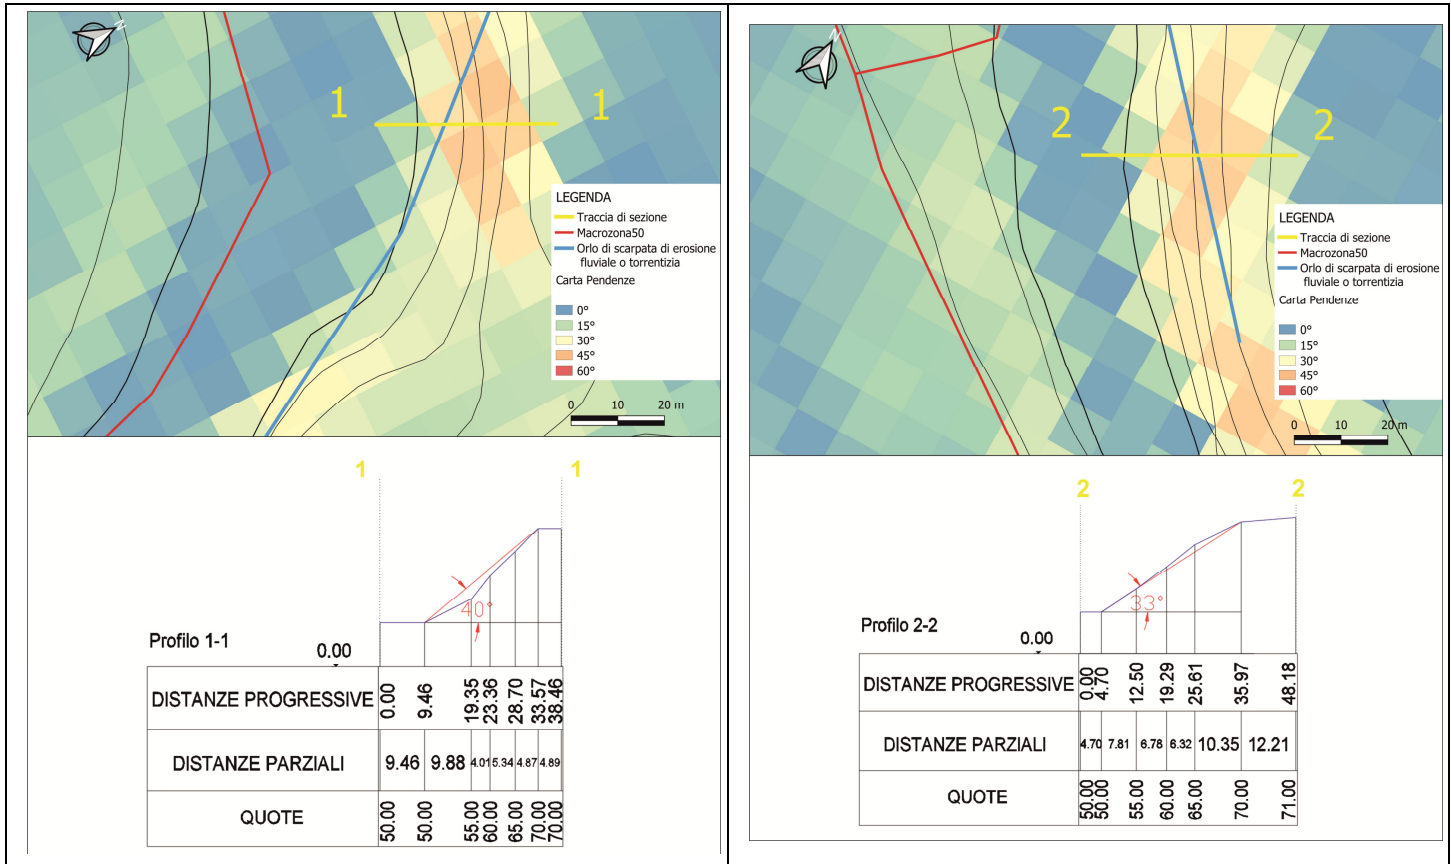 N
1
1
LEGENDA
Traccia di sezione
Macrozona50
Orlo di scarpata di erosione
fluviale o torrentizia
Carta Pendenze
0°
15°
30°
45°
60°
0 10 20 m
1 1
40°
Profilo 1-1
0.00
DISTANZE PROGRESSIVE 0.00 9.46 19.35 23.36 28.70 33.57 38.46
DISTANZE PARZIALI 9.46 9.88 4.01 5.34 4.87 4.89
QUOTE 50.00 50.00 55.00 60.00 65.00 70.00 70.00
N
2
2
LEGENDA
Traccia di sezione
Macrozona50
Orlo di scarpata di erosione
fluviale o torrentizia
Carta Pendenze
0°
15°
30°
45°
60°
0 10 20 m
2 2
33°
Profilo 2-2
0.00
DISTANZE PROGRESSIVE 0.00 4.70 12.50 19.29 25.61 35.97 48.18
DISTANZE PARZIALI 4.70 7.81 6.78 6.32 10.35 12.21
QUOTE 50.00 50.00 55.00 60.00 65.00 70.00 71.00